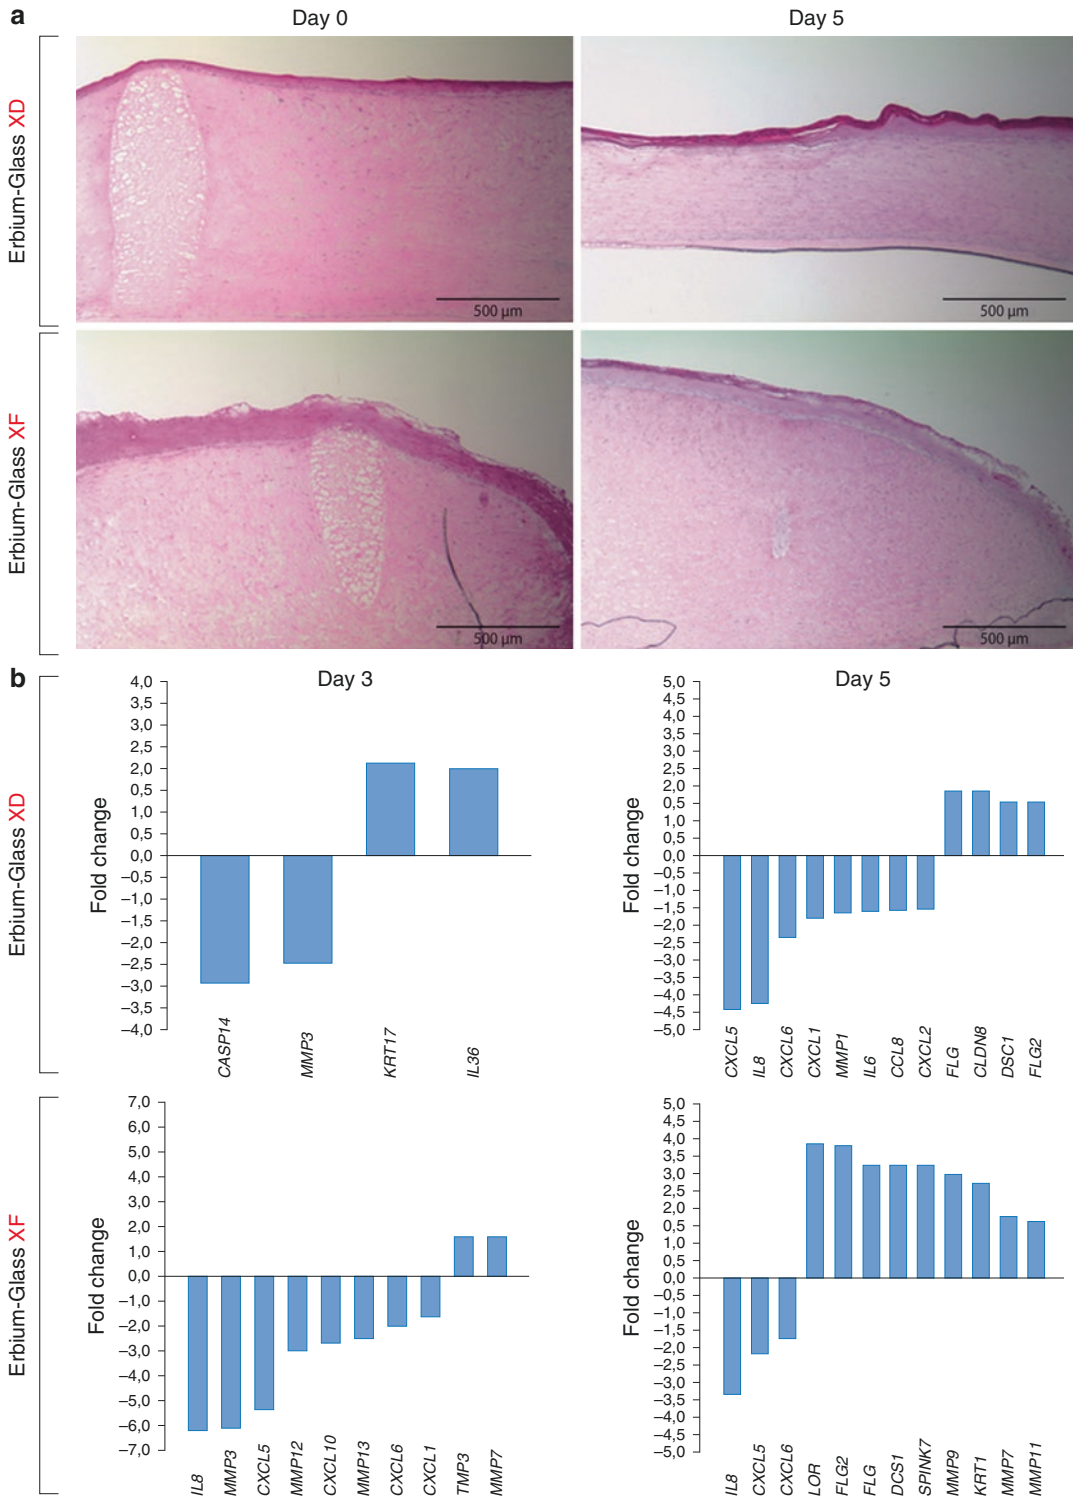 a
Day 0
Day 5
Erbium-Glass XD
500 µm
500 µm
Erbium-Glass XF
500 µm
500 µm
b
Erbium-Glass XD
Day 3
Fold change
4,0
3,5
3,0
2,5
2,0
0,5
1,0
0,5
0,0
–0,5
–1,0
–1,5
–2,0
–2,5
–3,0
–3,5
–4,0
CASP14
MMP3
KRT17
IL36
Day 5
Fold change
5,0
4,5
4,0
3,5
3,0
2,5
2,0
0,5
1,0
0,5
0,0
–0,5
–1,0
–1,5
–2,0
–2,5
–3,0
–3,5
–4,0
–4,5
–5,0
CXCL5
IL8
CXCL6
CXCL1
MMP1
IL6
CCL8
CXCL2
FLG
CLDN8
DSC1
FLG2
Erbium-Glass XF
Fold change
7,0
6,0
5,0
4,0
3,0
2,0
1,0
0,0
–1,0
–2,0
–3,0
–4,0
–5,0
–6,0
–7,0
IL8
MMP3
CXCL5
MMP12
CXCL10
MMP13
CXCL6
CXCL1
TMP3
MMP7
Fold change
5,0
4,5
4,0
3,5
3,0
2,5
2,0
0,5
1,0
0,5
0,0
–0,5
–1,0
–1,5
–2,0
–2,5
–3,0
–3,5
–4,0
–4,5
–5,0
IL8
CXCL5
CXCL6
LOR
FLG2
FLG
DCS1
SPINK7
MMP9
KRT1
MMP7
MMP11